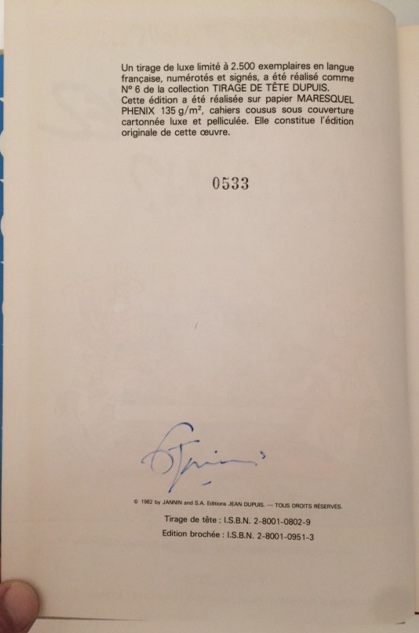 Un tirage de luxe limité à 2.500 exemplaires en langue
française, numérotés et signés, a été réalisé comme
Nº 6 de la collection TIRAGE DE TÊTE DUPUIS.
Cette édition a été réalisée sur papier MARESQUEL
PHENIX 135 g/m², cahiers cousus sous couverture
cartonnée luxe et pelliculée. Elle constitue l'édition
originale de cette œuvre.
0533
© 1982 by JANNIN and S.A. Editions JEAN DUPUIS. — TOUS DROITS RÉSERVÉS.
Tirage de tête : I.S.B.N. 2-8001-0802-9
Edition brochée : I.S.B.N. 2-8001-0951-3